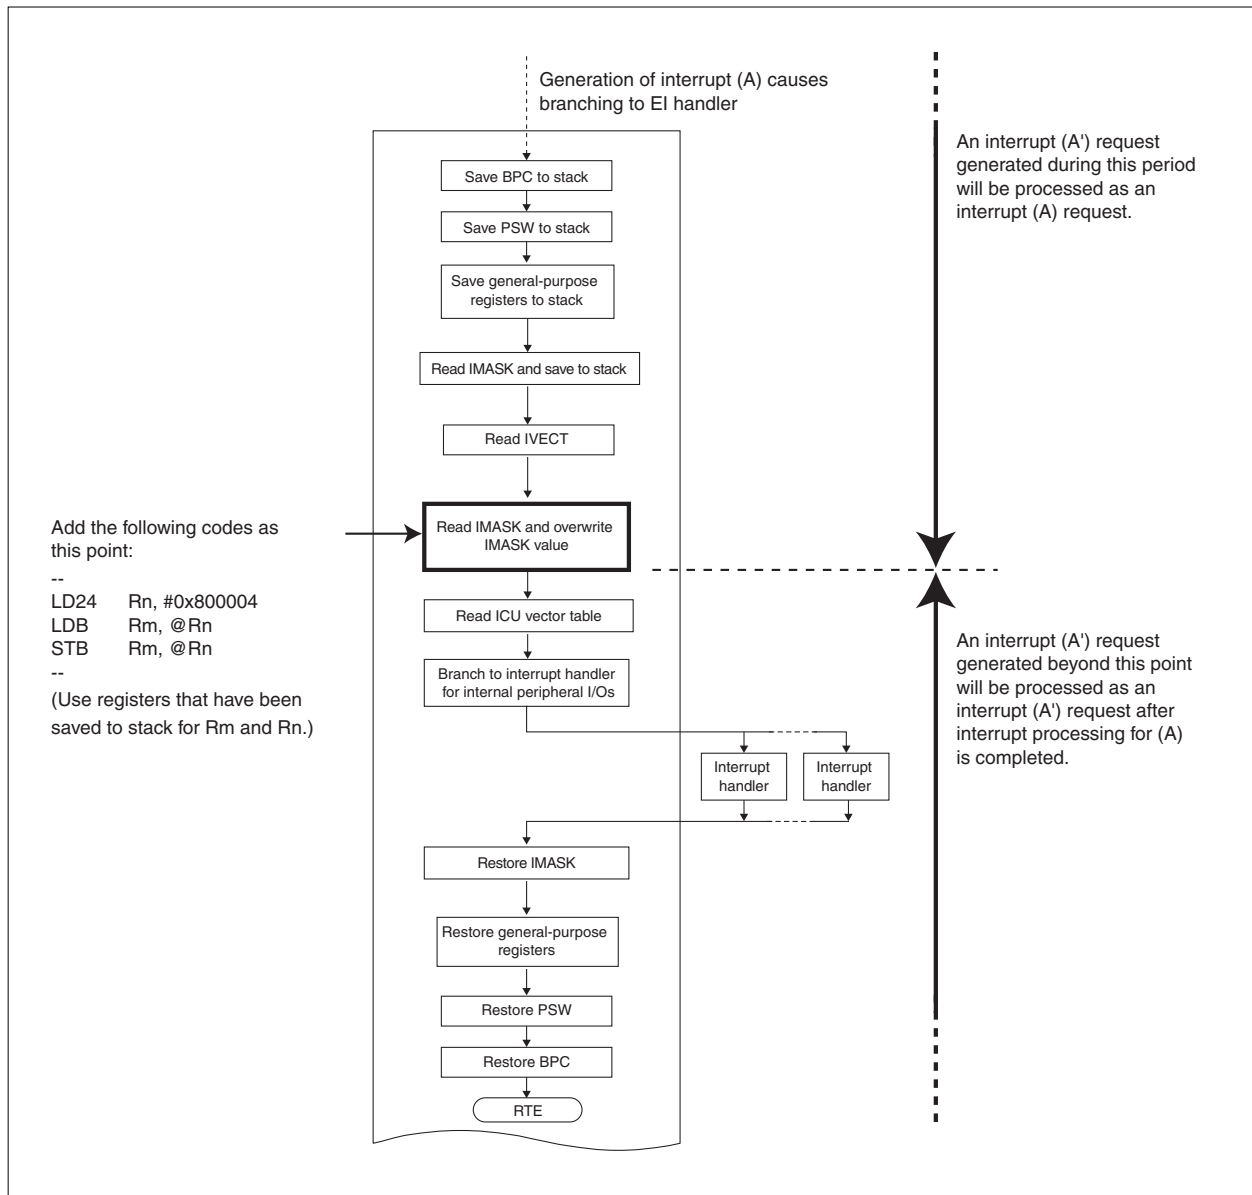 Generation of interrupt (A) causes
branching to EI handler
An interrupt (A') request
generated during this period
will be processed as an
interrupt (A) request.
Save BPC to stack
Save PSW to stack
Save general-purpose
registers to stack
Read IMASK and save to stack
Read IVECT
Add the following codes as
this point:
--
LD24 Rn, #0x800004
LDB Rm, @Rn
STB Rm, @Rn
--
(Use registers that have been
saved to stack for Rm and Rn.)
Read IMASK and overwrite
IMASK value
Read ICU vector table
Branch to interrupt handler
for internal peripheral I/Os
An interrupt (A') request
generated beyond this point
will be processed as an
interrupt (A') request after
interrupt processing for (A)
is completed.
Interrupt
handler
Interrupt
handler
Restore IMASK
Restore general-purpose
registers
Restore PSW
Restore BPC
RTE